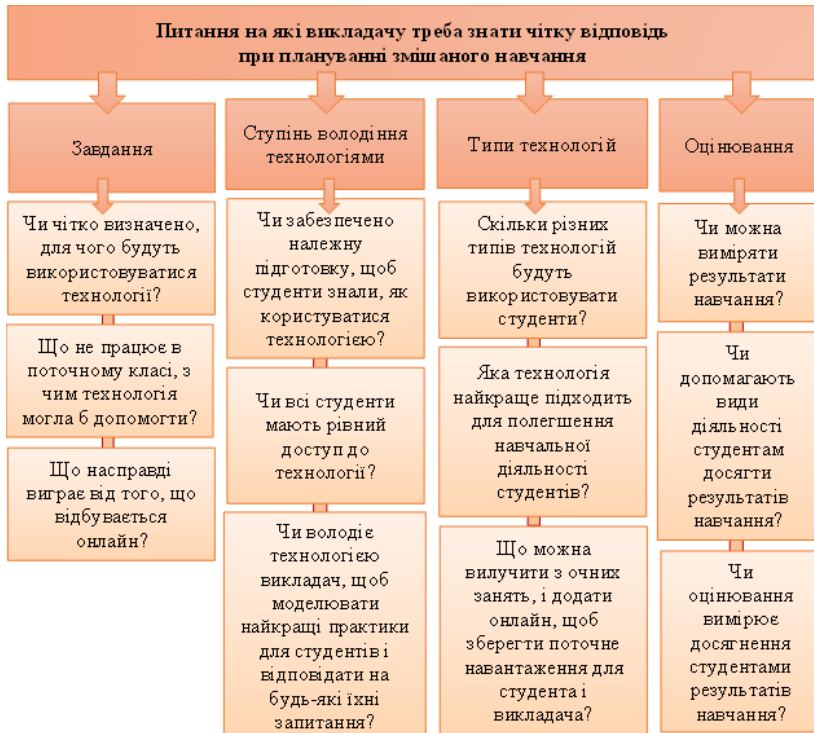 Питання на які викладачу треба знати чітку відповідь
при плануванні змішаного навчання
Завдання
Чи чітко визначено,
для чого будуть
використовуватися
технології?
Що не працює в
поточному класі, з
чим технологія
могла б допомогти?
Що насправді
виграє від того, що
відбувається
онлайн?
Ступінь володіння
технологіями
Чи забезпечено
належну
підготовку, щоб
студенти знали, як
користуватися
технологією?
Чи всі студенти
мають рівний
доступ до
технології?
Чи володіє
технологією
викладач, щоб
моделювати
найкращі практики
для студентів і
відповідати на
будь-які їхні
запитання?
Типи технологій
Скільки різних
типів технологій
будуть
використовувати
студенти?
Яка технологія
найкраще підходить
для полегшення
навчальної
діяльності
студентів?
Що можна
вилучити з очних
занять, і додати
онлайн, щоб
зберегти поточне
навантаження для
студента і
викладача?
Оцінювання
Чи можна
виміряти
результати
навчання?
Чи
допомагають
види
діяльності
студентам
досягти
результатів
навчання?
Чи
оцінювання
вимірює
досягнення
студентами
результатів
навчання?